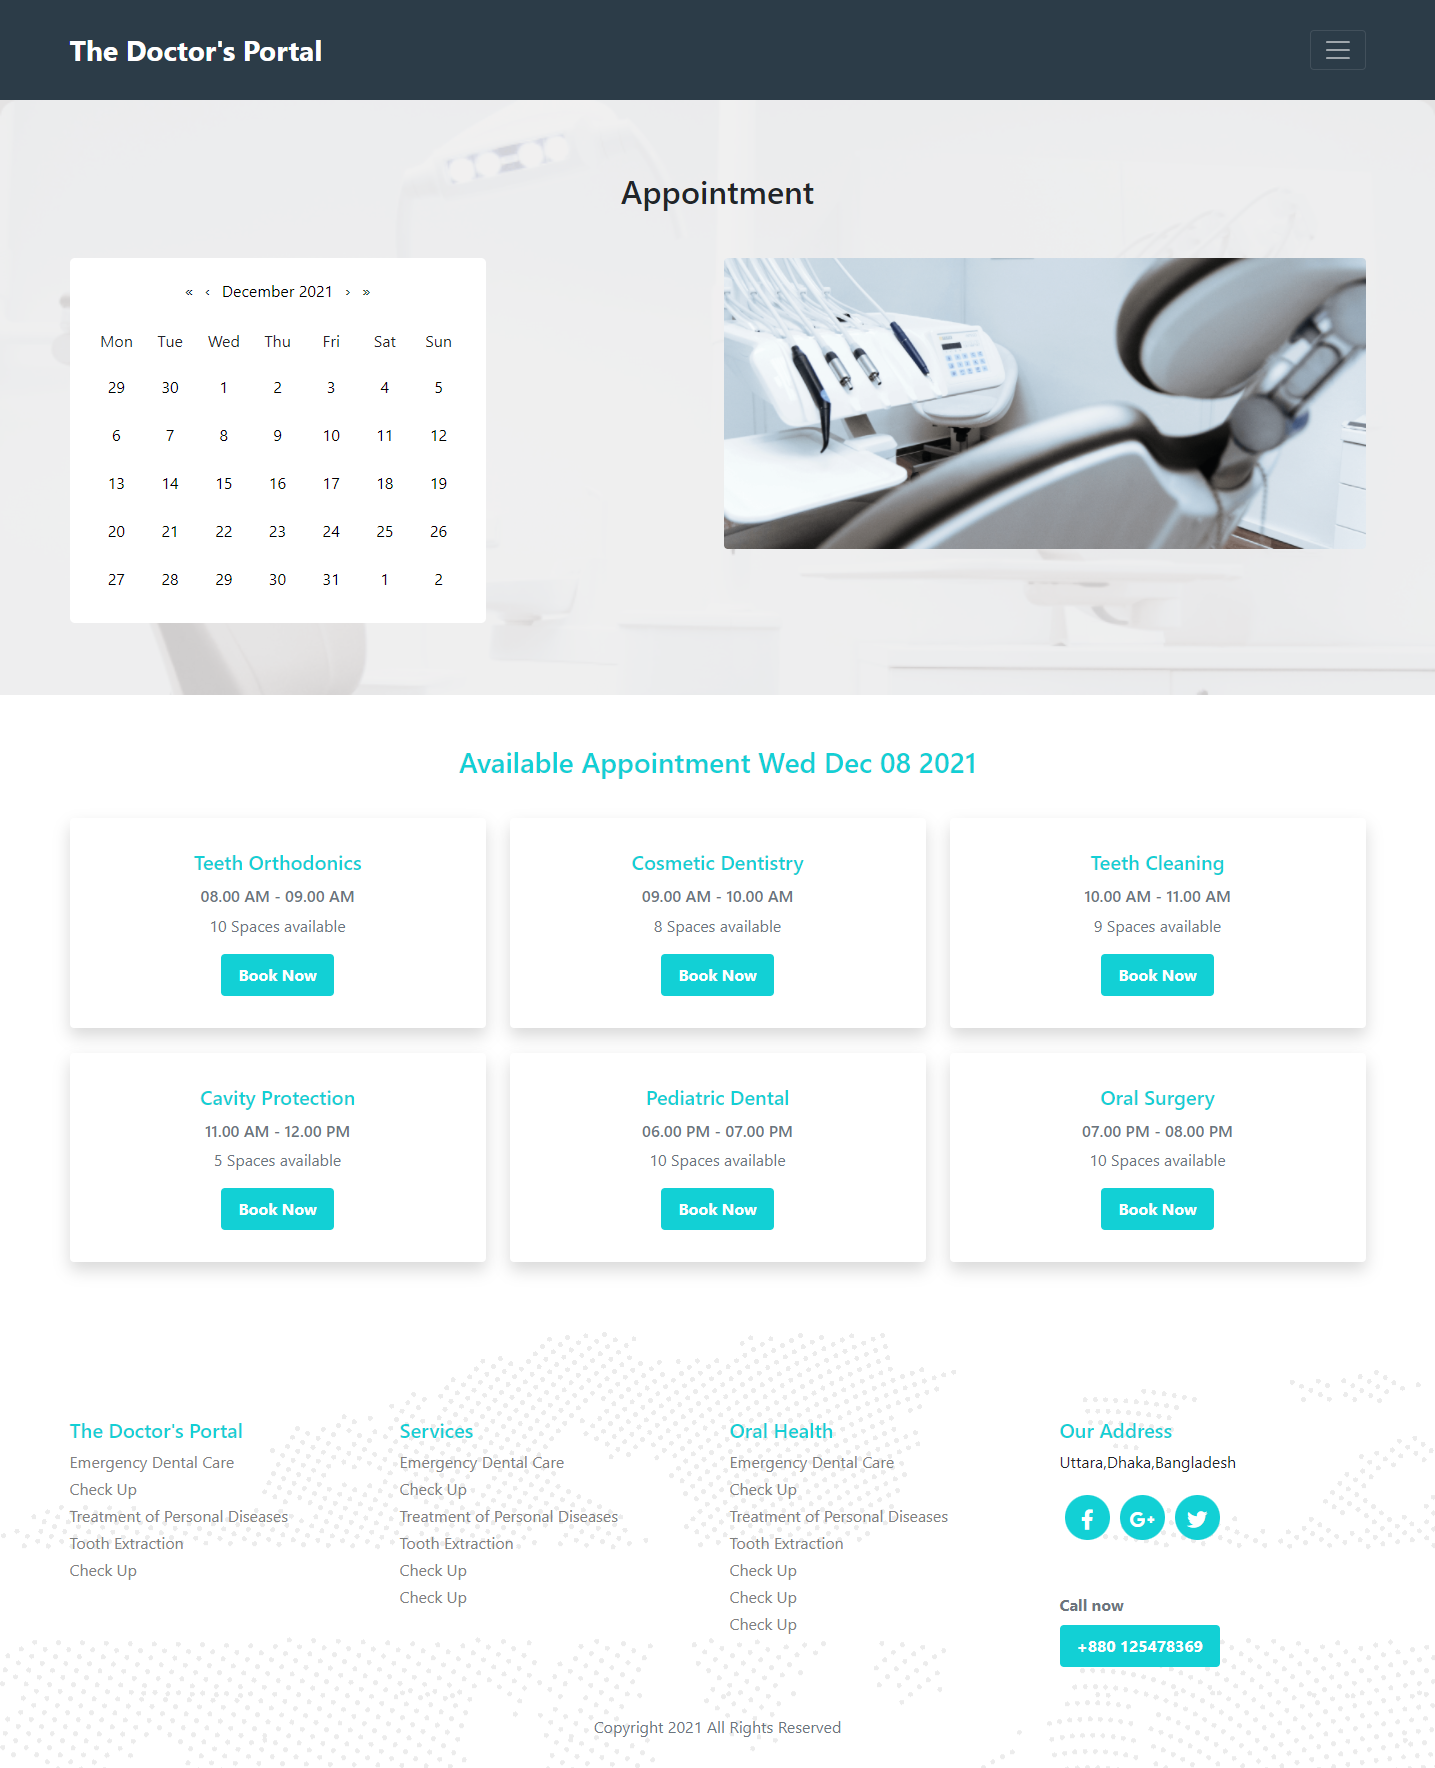 The Doctor's Portal
Appointment
« ‹ December 2021 › »
Mon Tue Wed Thu Fri Sat Sun
29 30 1 2 3 4 5
6 7 8 9 10 11 12
13 14 15 16 17 18 19
20 21 22 23 24 25 26
27 28 29 30 31 1 2
Available Appointment Wed Dec 08 2021
Teeth Orthodonics
08.00 AM - 09.00 AM
10 Spaces available
Book Now
Cosmetic Dentistry
09.00 AM - 10.00 AM
8 Spaces available
Book Now
Teeth Cleaning
10.00 AM - 11.00 AM
9 Spaces available
Book Now
Cavity Protection
11.00 AM - 12.00 PM
5 Spaces available
Book Now
Pediatric Dental
06.00 PM - 07.00 PM
10 Spaces available
Book Now
Oral Surgery
07.00 PM - 08.00 PM
10 Spaces available
Book Now
The Doctor's Portal
Emergency Dental Care
Check Up
Treatment of Personal Diseases
Tooth Extraction
Check Up
Services
Emergency Dental Care
Check Up
Treatment of Personal Diseases
Tooth Extraction
Check Up
Check Up
Oral Health
Emergency Dental Care
Check Up
Treatment of Personal Diseases
Tooth Extraction
Check Up
Check Up
Check Up
Our Address
Uttara,Dhaka,Bangladesh
Call now
+880 125478369
Copyright 2021 All Rights Reserved